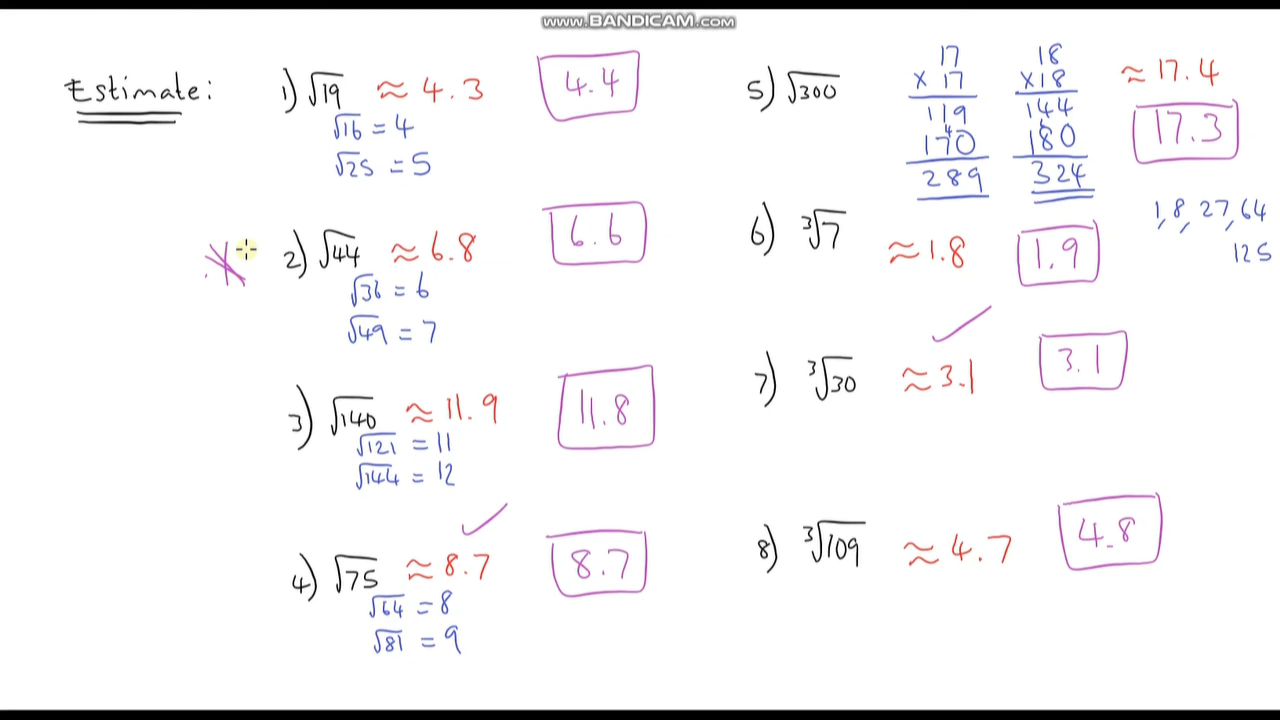 www.BANDICAM.com
Estimate:
1) √19 ≈ 4.3 4.4
√16 = 4
√25 = 5
2) √44 ≈ 6.8 6.6
√36 = 6
√49 = 7
3) √140 ≈ 11.9 11.8
√121 = 11
√144 = 12
4) √75 ≈ 8.7 ✓ 8.7
√64 = 8
√81 = 9
5) √300
17
× 17
119
4
170
289
18
×18
144
6
180
324
≈ 17.4
17.3
6) ∛7 ≈ 1.8 1.9
1, 8, 27, 64
125
7) ∛30 ≈ 3.1 ✓ 3.1
8) ∛109 ≈ 4.7 4.8